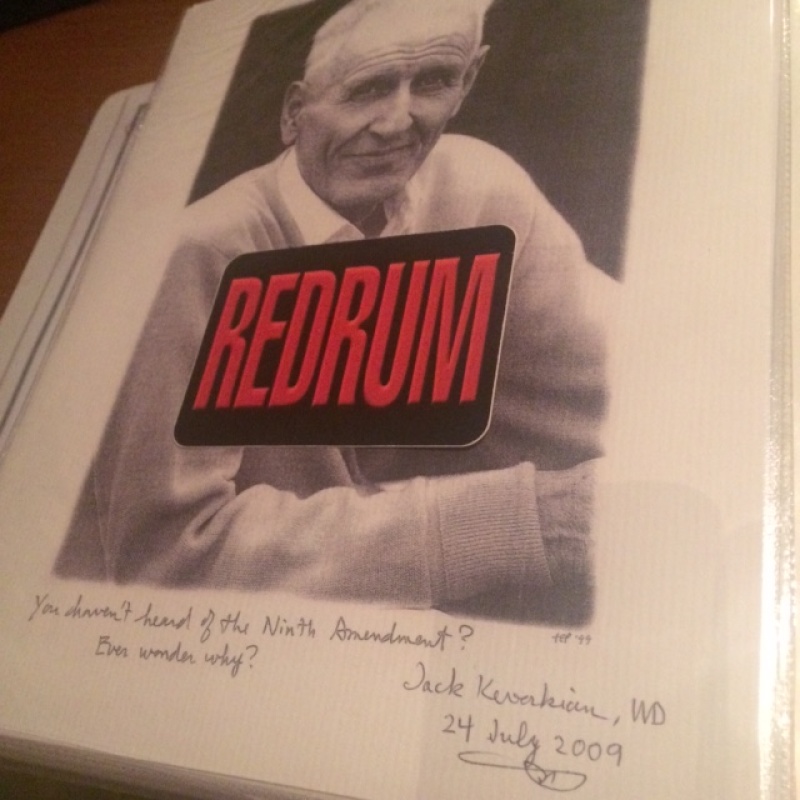 REDRUM
You haven't heard of the Ninth Amendment?
Ever wonder why?
Jack Kevorkian, MD
24 July 2009